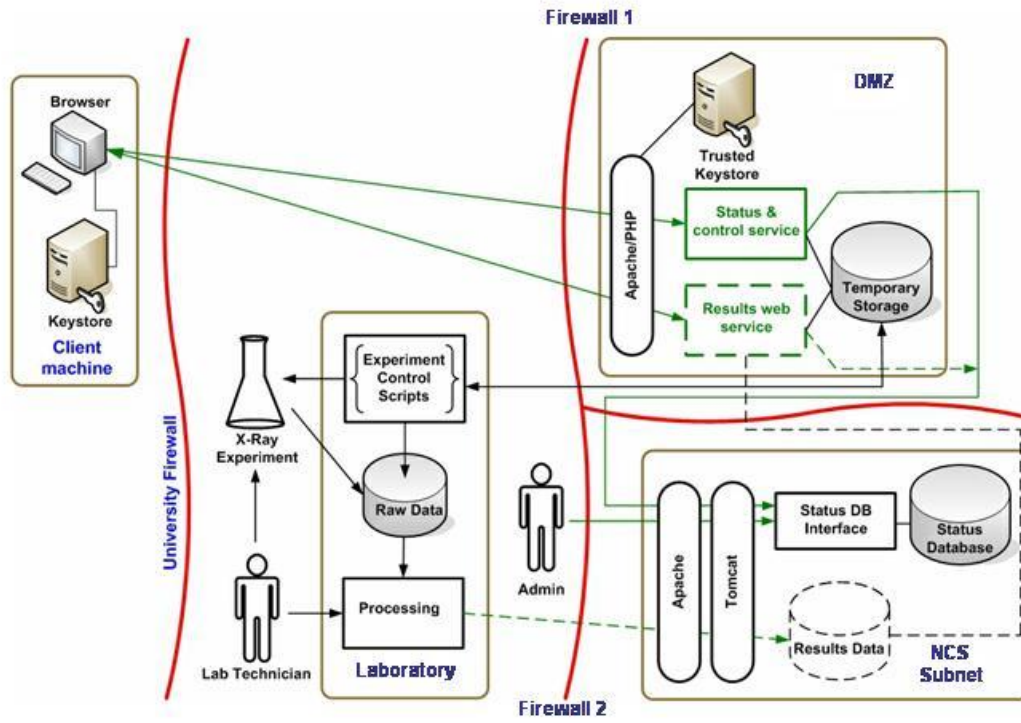 Firewall 1
Browser
Keystore
Client
machine
University Firewall
DMZ
Trusted
Keystore
Apache/PHP
Status &
control service
Results web
service
Temporary
Storage
Experiment
Control
Scripts
X-Ray
Experiment
Raw Data
Processing
Lab Technician
Laboratory
Admin
Apache
Tomcat
Status DB
Interface
Status
Database
Results Data
NCS
Subnet
Firewall 2